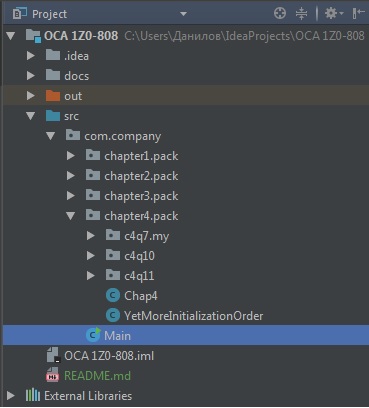 Project
OCA 1Z0-808 C:\Users\Данилов\IdeaProjects\OCA 1Z0-808
.idea
docs
out
src
com.company
chapter1.pack
chapter2.pack
chapter3.pack
chapter4.pack
c4q7.my
c4q10
c4q11
Chap4
YetMoreInitializationOrder
Main
OCA 1Z0-808.iml
README.md
External Libraries